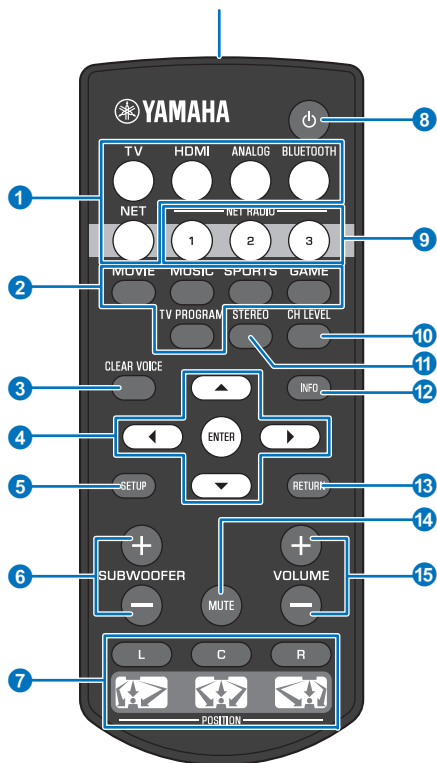 YAMAHA
8
TV HDMI ANALOG BLUETOOTH
1
NET NET RADIO
1 2 3
9
MOVIE MUSIC SPORTS GAME
2
TV PROGRAM STEREO CH LEVEL
10
11
CLEAR VOICE INFO
3
12
4
ENTER
SETUP RETURN
5
13
14
6
SUBWOOFER VOLUME
15
MUTE
L C R
7
POSITION